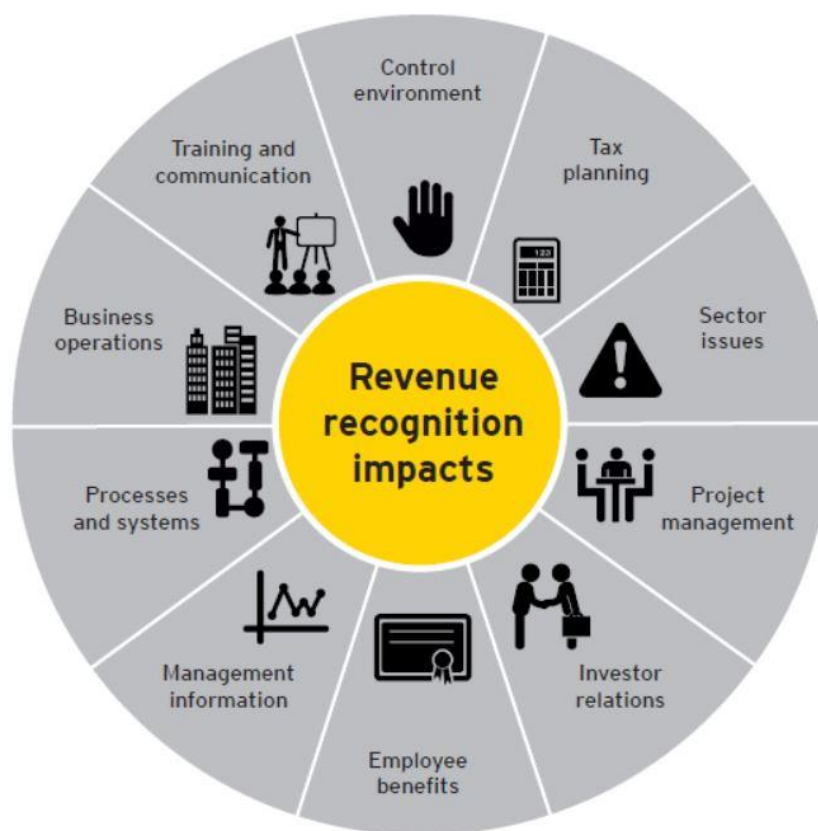 Control
environment
Tax
planning
123
Sector
issues
Project
management
Investor
relations
Employee
benefits
Management
information
Processes
and systems
Business
operations
Training and
communication
Revenue
recognition
impacts